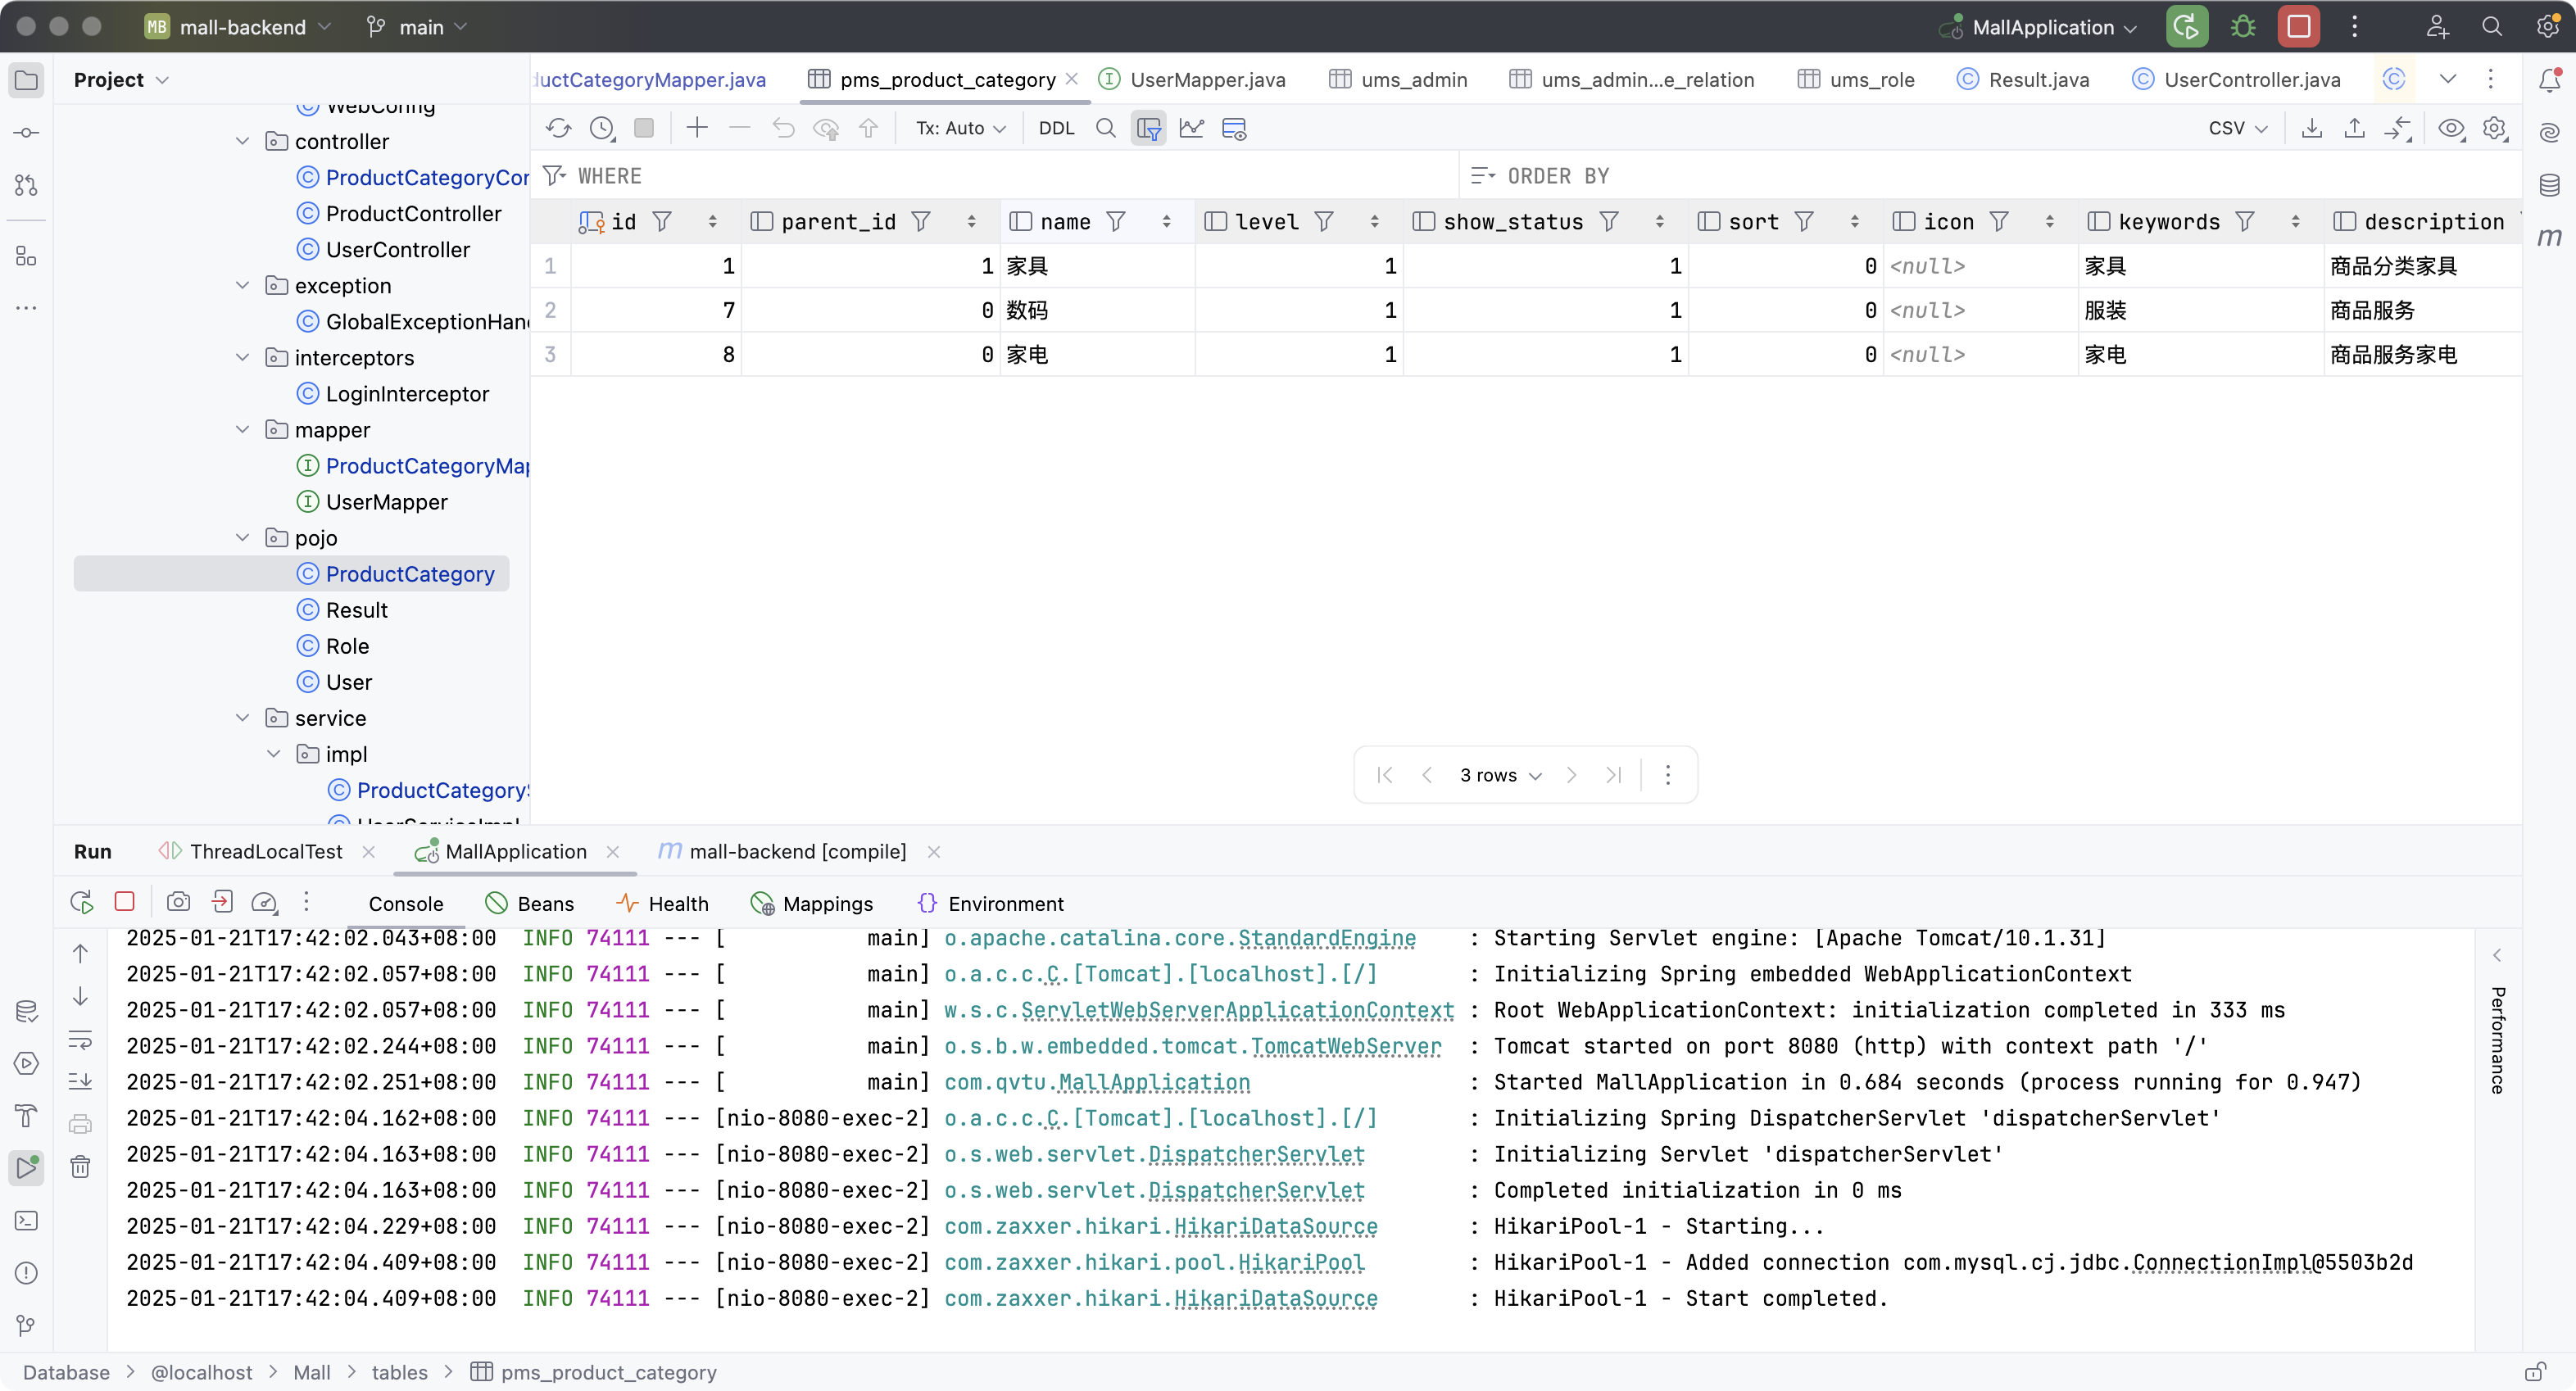 MB mall-backend main MallApplication
Project
ductCategoryMapper.java pms_product_category UserMapper.java ums_admin ums_admin...e_relation ums_role Result.java UserController.java
WebConfig
controller
ProductCategoryCon
ProductController
UserController
exception
GlobalExceptionHan
interceptors
LoginInterceptor
mapper
ProductCategoryMap
UserMapper
pojo
ProductCategory
Result
Role
User
service
impl
ProductCategoryS
UserServiceImpl
Tx: Auto DDL CSV
WHERE ORDER BY
id parent_id name level show_status sort icon keywords description
1 1 1 家具 1 1 0 <null> 家具 商品分类家具
2 7 0 数码 1 1 0 <null> 服装 商品服务
3 8 0 家电 1 1 0 <null> 家电 商品服务家电
3 rows
Run ThreadLocalTest MallApplication mall-backend [compile]
Console Beans Health Mappings Environment
2025-01-21T17:42:02.043+08:00 INFO 74111 --- [ main] o.apache.catalina.core.StandardEngine : Starting Servlet engine: [Apache Tomcat/10.1.31]
2025-01-21T17:42:02.057+08:00 INFO 74111 --- [ main] o.a.c.c.C.[Tomcat].[localhost].[/] : Initializing Spring embedded WebApplicationContext
2025-01-21T17:42:02.057+08:00 INFO 74111 --- [ main] w.s.c.ServletWebServerApplicationContext : Root WebApplicationContext: initialization completed in 333 ms
2025-01-21T17:42:02.244+08:00 INFO 74111 --- [ main] o.s.b.w.embedded.tomcat.TomcatWebServer : Tomcat started on port 8080 (http) with context path '/'
2025-01-21T17:42:02.251+08:00 INFO 74111 --- [ main] com.qvtu.MallApplication : Started MallApplication in 0.684 seconds (process running for 0.947)
2025-01-21T17:42:04.162+08:00 INFO 74111 --- [nio-8080-exec-2] o.a.c.c.C.[Tomcat].[localhost].[/] : Initializing Spring DispatcherServlet 'dispatcherServlet'
2025-01-21T17:42:04.163+08:00 INFO 74111 --- [nio-8080-exec-2] o.s.web.servlet.DispatcherServlet : Initializing Servlet 'dispatcherServlet'
2025-01-21T17:42:04.163+08:00 INFO 74111 --- [nio-8080-exec-2] o.s.web.servlet.DispatcherServlet : Completed initialization in 0 ms
2025-01-21T17:42:04.229+08:00 INFO 74111 --- [nio-8080-exec-2] com.zaxxer.hikari.HikariDataSource : HikariPool-1 - Starting...
2025-01-21T17:42:04.409+08:00 INFO 74111 --- [nio-8080-exec-2] com.zaxxer.hikari.pool.HikariPool : HikariPool-1 - Added connection com.mysql.cj.jdbc.ConnectionImpl@5503b2d
2025-01-21T17:42:04.409+08:00 INFO 74111 --- [nio-8080-exec-2] com.zaxxer.hikari.HikariDataSource : HikariPool-1 - Start completed.
Performance
Database > @localhost > Mall > tables > pms_product_category